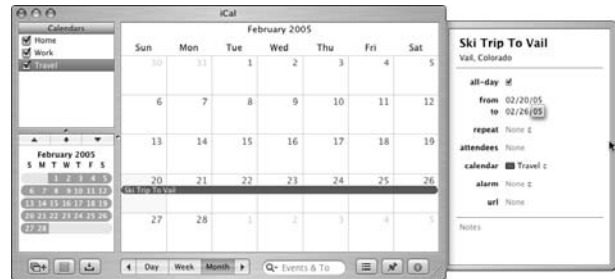 iCal
Calendars
Home
Work
Travel
February 2005
Sun Mon Tue Wed Thu Fri Sat
30 31 1 2 3 4 5
6 7 8 9 10 11 12
13 14 15 16 17 18 19
20 21 22 23 24 25 26
Ski Trip To Vail
27 28 1 2 3 4 5
February 2005
S M T W T F S
1 2 3 4 5
6 7 8 9 10 11 12
13 14 15 16 17 18 19
20 21 22 23 24 25 26
27 28
Day Week Month
Events & To
Ski Trip To Vail
Vail, Colorado
all-day
from 02/20/05
to 02/26/05
repeat None
attendees None
calendar Travel
alarm None
url None
Notes